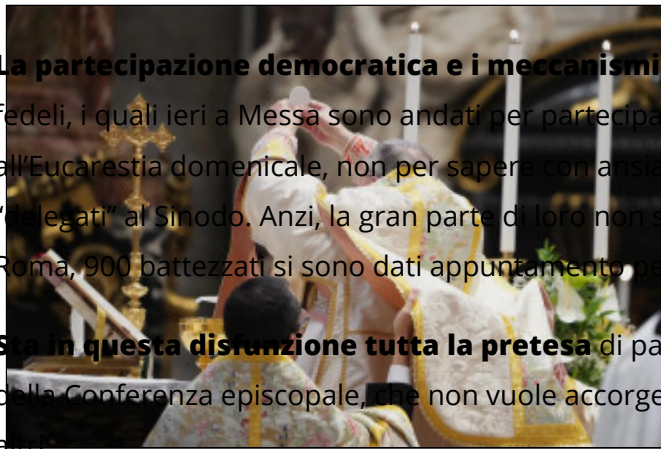 La partecipazione democratica e i meccanismi
fedeli, i quali ieri a Messa sono andati per partecipa
all’Eucarestia domenicale, non per sapere con ansia
“delegati” al Sinodo. Anzi, la gran parte di loro non s
Roma, 900 battezzati si sono dati appuntamento pe
Sta in questa disfunzione tutta la pretesa di pa
della Conferenza episcopale, che non vuole accorge
altri